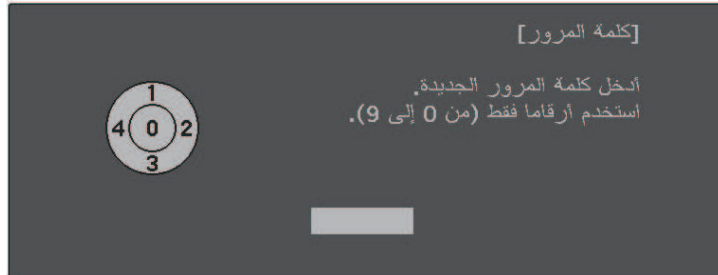 [كلمة المرور]
أدخل كلمة المرور الجديدة.
استخدم أرقاما فقط (من 0 إلى 9).
1
4 0 2
3